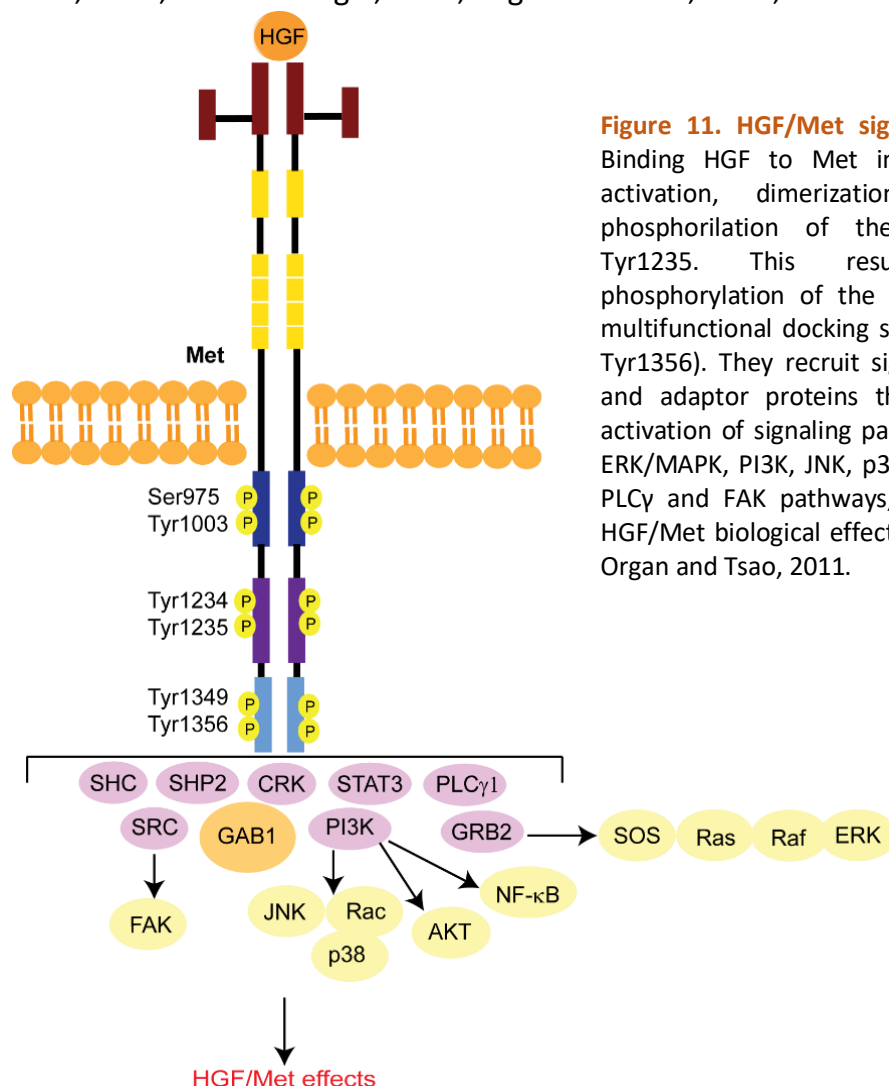 HGF
Figure 11. HGF/Met sig
Binding HGF to Met in
activation, dimerization
phosphorilation of the
Tyr1235. This resu
phosphorylation of the
multifunctional docking s
Tyr1356). They recruit sig
and adaptor proteins th
activation of signaling pa
ERK/MAPK, PI3K, JNK, p3
PLCγ and FAK pathways,
HGF/Met biological effect
Organ and Tsao, 2011.
Met
Ser975 P P
Tyr1003 P P
Tyr1234 P P
Tyr1235 P P
Tyr1349 P P
Tyr1356 P P
SHC SHP2 CRK STAT3 PLCγ1
SRC GAB1 PI3K GRB2 SOS Ras Raf ERK
FAK JNK Rac AKT NF-κB
p38
HGF/Met effects